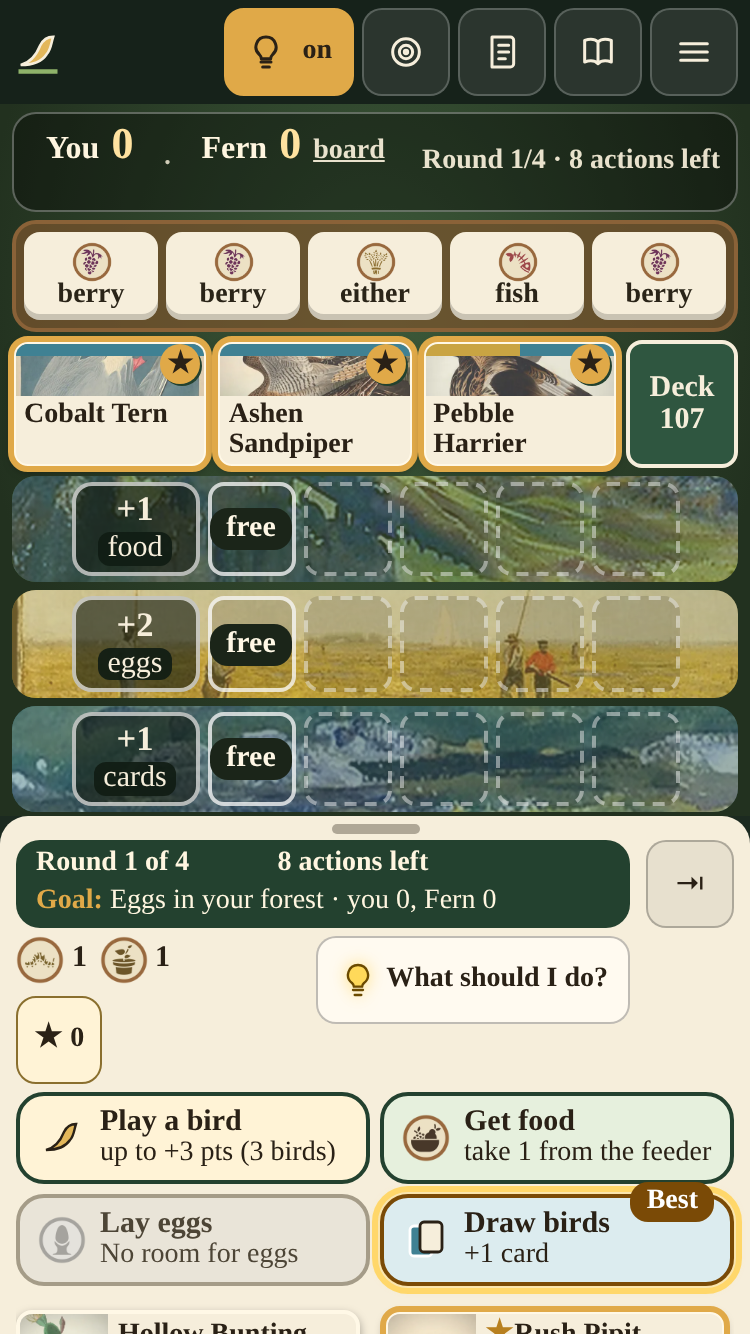 on
You 0 . Fern 0 board Round 1/4 · 8 actions left
berry berry either fish berry
Cobalt Tern
Ashen
Sandpiper
Pebble
Harrier
Deck
107
+1
food
free
+2
eggs
free
+1
cards
free
Round 1 of 4 8 actions left
Goal: Eggs in your forest · you 0, Fern 0
1 1
What should I do?
★ 0
Play a bird
up to +3 pts (3 birds)
Get food
take 1 from the feeder
Lay eggs
No room for eggs
Best
Draw birds
+1 card
Hollow Bunting
★Rush Pipit